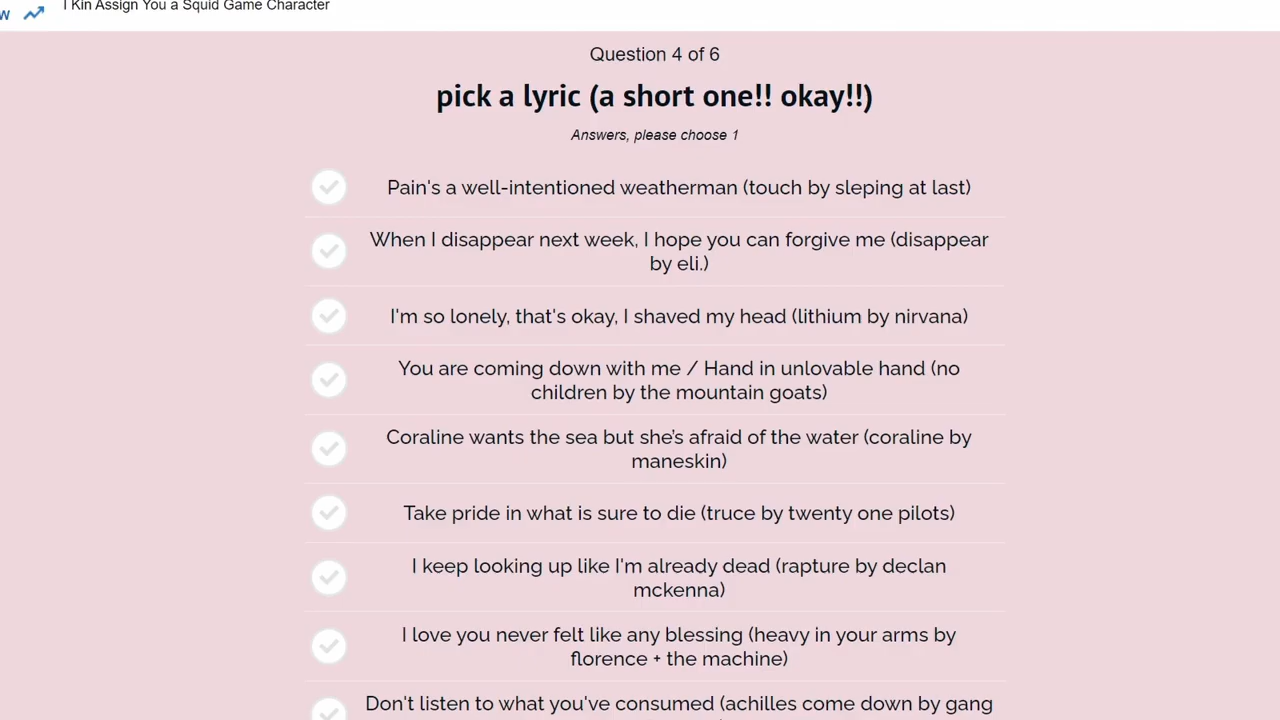 w
I Kin Assign You a Squid Game Character
Question 4 of 6
pick a lyric (a short one!! okay!!)
Answers, please choose 1
Pain's a well-intentioned weatherman (touch by sleping at last)
When I disappear next week, I hope you can forgive me (disappear
by eli.)
I'm so lonely, that's okay, I shaved my head (lithium by nirvana)
You are coming down with me / Hand in unlovable hand (no
children by the mountain goats)
Coraline wants the sea but she's afraid of the water (coraline by
maneskin)
Take pride in what is sure to die (truce by twenty one pilots)
I keep looking up like I'm already dead (rapture by declan
mckenna)
I love you never felt like any blessing (heavy in your arms by
florence + the machine)
Don't listen to what you've consumed (achilles come down by gang